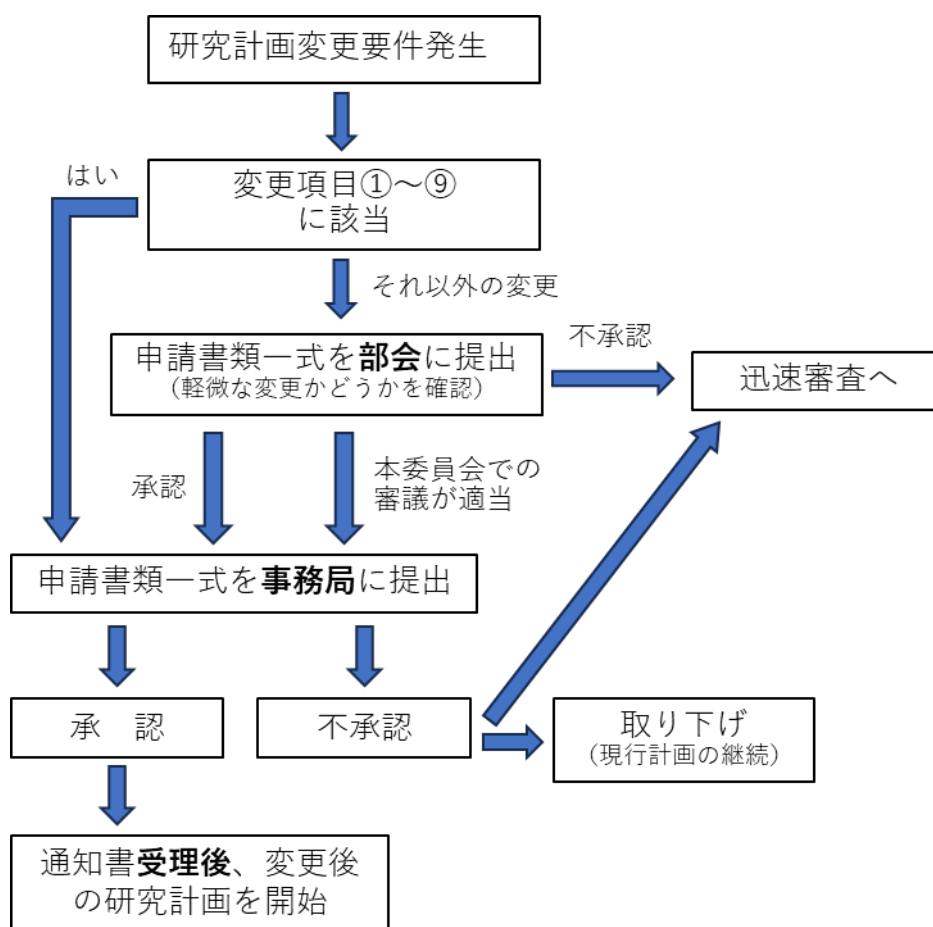 研究計画変更要件発生
はい
変更項目①～⑨
に該当
それ以外の変更
申請書類一式を部会に提出
(軽微な変更かどうかを確認)
不承認
迅速審査へ
承認
本委員会での
審議が適当
申請書類一式を事務局に提出
承　認
不承認
取り下げ
(現行計画の継続)
通知書受理後、変更後
の研究計画を開始